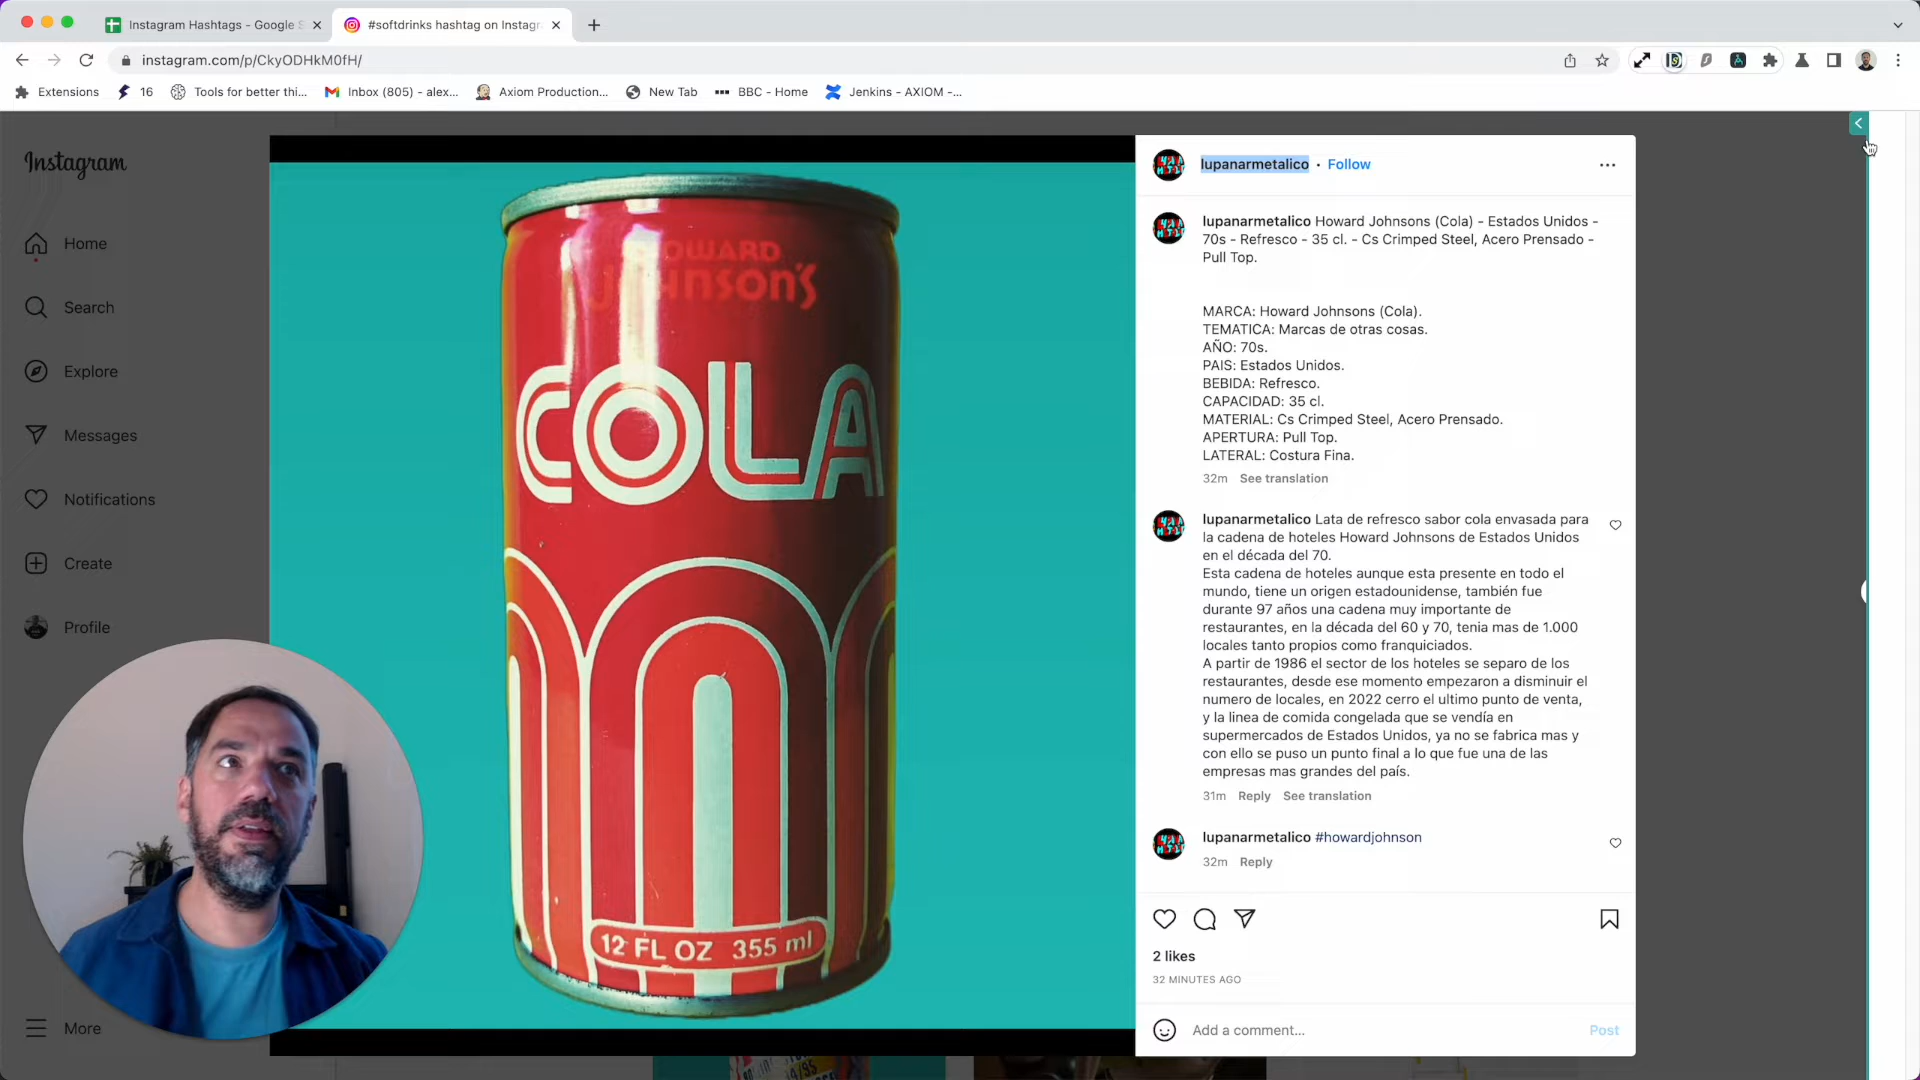 Instagram Hashtags - Google S
#softdrinks hashtag on Instagr
instagram.com/p/CkyODHkM0fH/
Extensions
16
Tools for better thi...
Inbox (805) - alex...
Axiom Production...
New Tab
BBC - Home
Jenkins - AXIOM -...
Instagram
Home
Search
Explore
Messages
Notifications
Create
Profile
More
HOWARD
JOHNSON'S
COLA
12 FL OZ 355 ml
lupanarmetalico • Follow
lupanarmetalico Howard Johnsons (Cola) - Estados Unidos -
70s - Refresco - 35 cl. - Cs Crimped Steel, Acero Prensado -
Pull Top.
MARCA: Howard Johnsons (Cola).
TEMATICA: Marcas de otras cosas.
AÑO: 70s.
PAIS: Estados Unidos.
BEBIDA: Refresco.
CAPACIDAD: 35 cl.
MATERIAL: Cs Crimped Steel, Acero Prensado.
APERTURA: Pull Top.
LATERAL: Costura Fina.
32m See translation
lupanarmetalico Lata de refresco sabor cola envasada para
la cadena de hoteles Howard Johnsons de Estados Unidos
en el década del 70.
Esta cadena de hoteles aunque esta presente en todo el
mundo, tiene un origen estadounidense, también fue
durante 97 años una cadena muy importante de
restaurantes, en la década del 60 y 70, tenia mas de 1.000
locales tanto propios como franquiciados.
A partir de 1986 el sector de los hoteles se separo de los
restaurantes, desde ese momento empezaron a disminuir el
numero de locales, en 2022 cerro el ultimo punto de venta,
y la linea de comida congelada que se vendía en
supermercados de Estados Unidos, ya no se fabrica mas y
con ello se puso un punto final a lo que fue una de las
empresas mas grandes del país.
31m Reply See translation
lupanarmetalico #howardjohnson
32m Reply
2 likes
32 MINUTES AGO
Add a comment...
Post